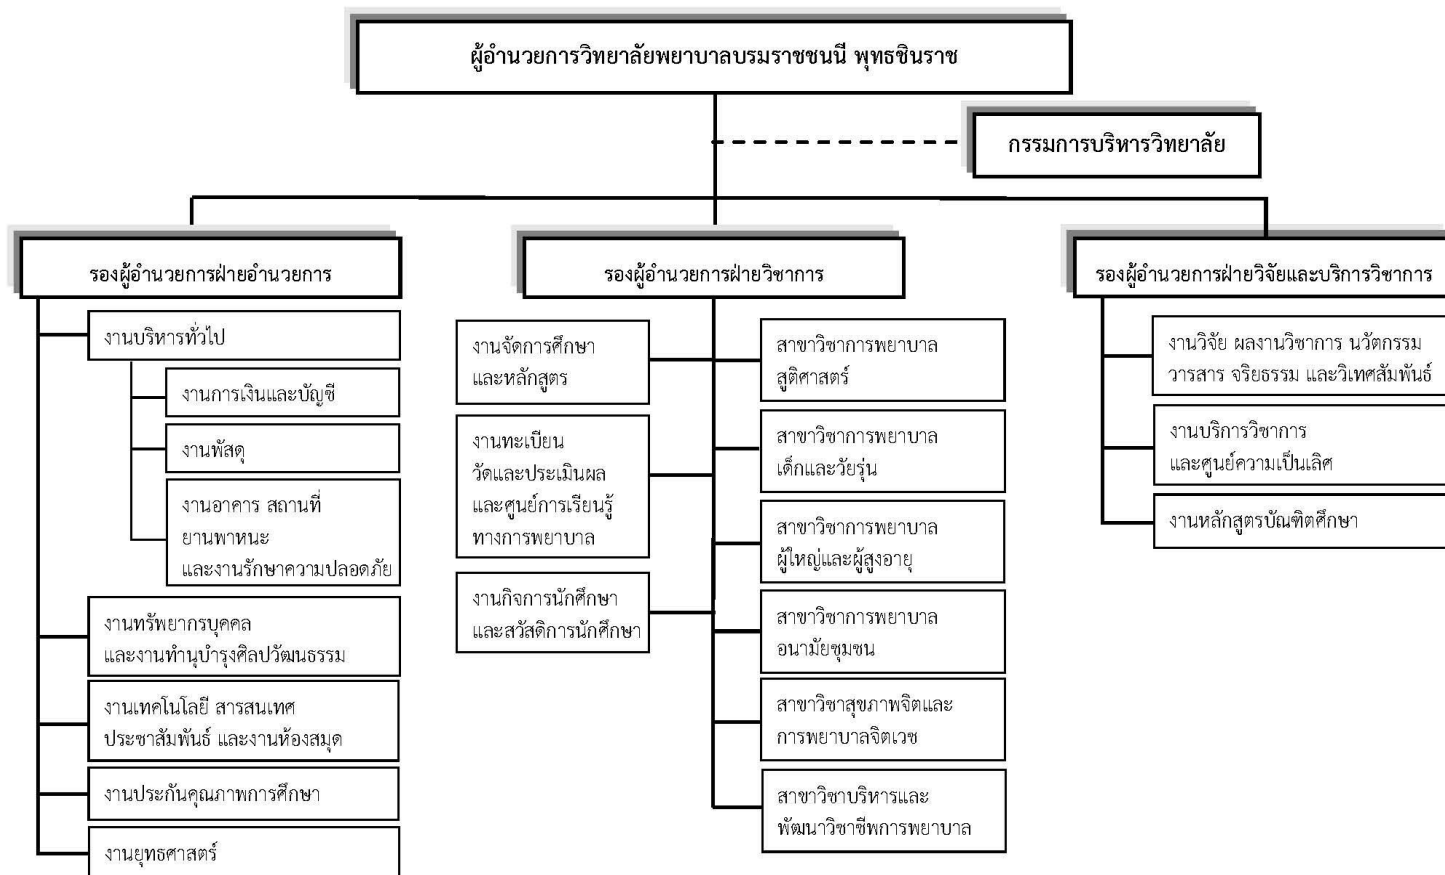 ผู้อำนวยการวิทยาลัยพยาบาลบรมราชชนนี พุทธชินราช
กรรมการบริหารวิทยาลัย
รองผู้อำนวยการฝ่ายอำนวยการ
งานบริหารทั่วไป
งานการเงินและบัญชี
งานพัสดุ
งานอาคาร สถานที่
ยานพาหนะ
และงานรักษาความปลอดภัย
งานทรัพยากรบุคคล
และงานทำนุบำรุงศิลปวัฒนธรรม
งานเทคโนโลยี สารสนเทศ
ประชาสัมพันธ์ และงานห้องสมุด
งานประกันคุณภาพการศึกษา
งานยุทธศาสตร์
รองผู้อำนวยการฝ่ายวิชาการ
งานจัดการศึกษา
และหลักสูตร
งานทะเบียน
วัดและประเมินผล
และศูนย์การเรียนรู้
ทางการพยาบาล
งานกิจการนักศึกษา
และสวัสดิการนักศึกษา
สาขาวิชาการพยาบาล
สูติศาสตร์
สาขาวิชาการพยาบาล
เด็กและวัยรุ่น
สาขาวิชาการพยาบาล
ผู้ใหญ่และผู้สูงอายุ
สาขาวิชาการพยาบาล
อนามัยชุมชน
สาขาวิชาสุขภาพจิตและ
การพยาบาลจิตเวช
สาขาวิชาบริหารและ
พัฒนาวิชาชีพการพยาบาล
รองผู้อำนวยการฝ่ายวิจัยและบริการวิชาการ
งานวิจัย ผลงานวิชาการ นวัตกรรม
วารสาร จริยธรรม และวิเทศสัมพันธ์
งานบริการวิชาการ
และศูนย์ความเป็นเลิศ
งานหลักสูตรบัณฑิตศึกษา